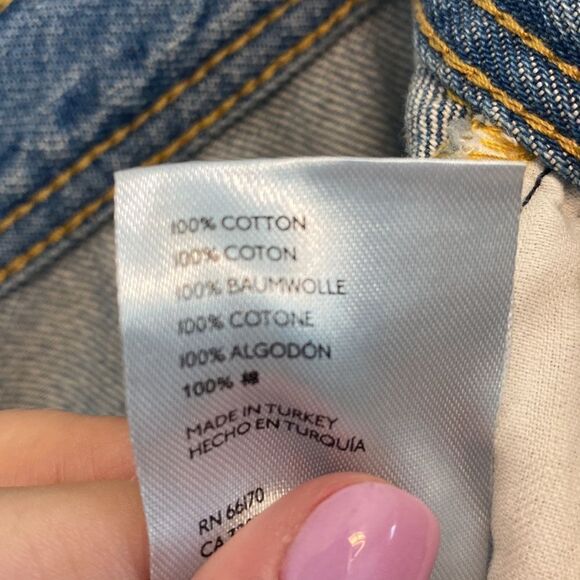 100% COTTON
100% COTON
100% BAUMWOLLE
100% COTONE
100% ALGODÓN
100% 棉
MADE IN TURKEY
HECHO EN TURQUÍA
RN 66170
CA